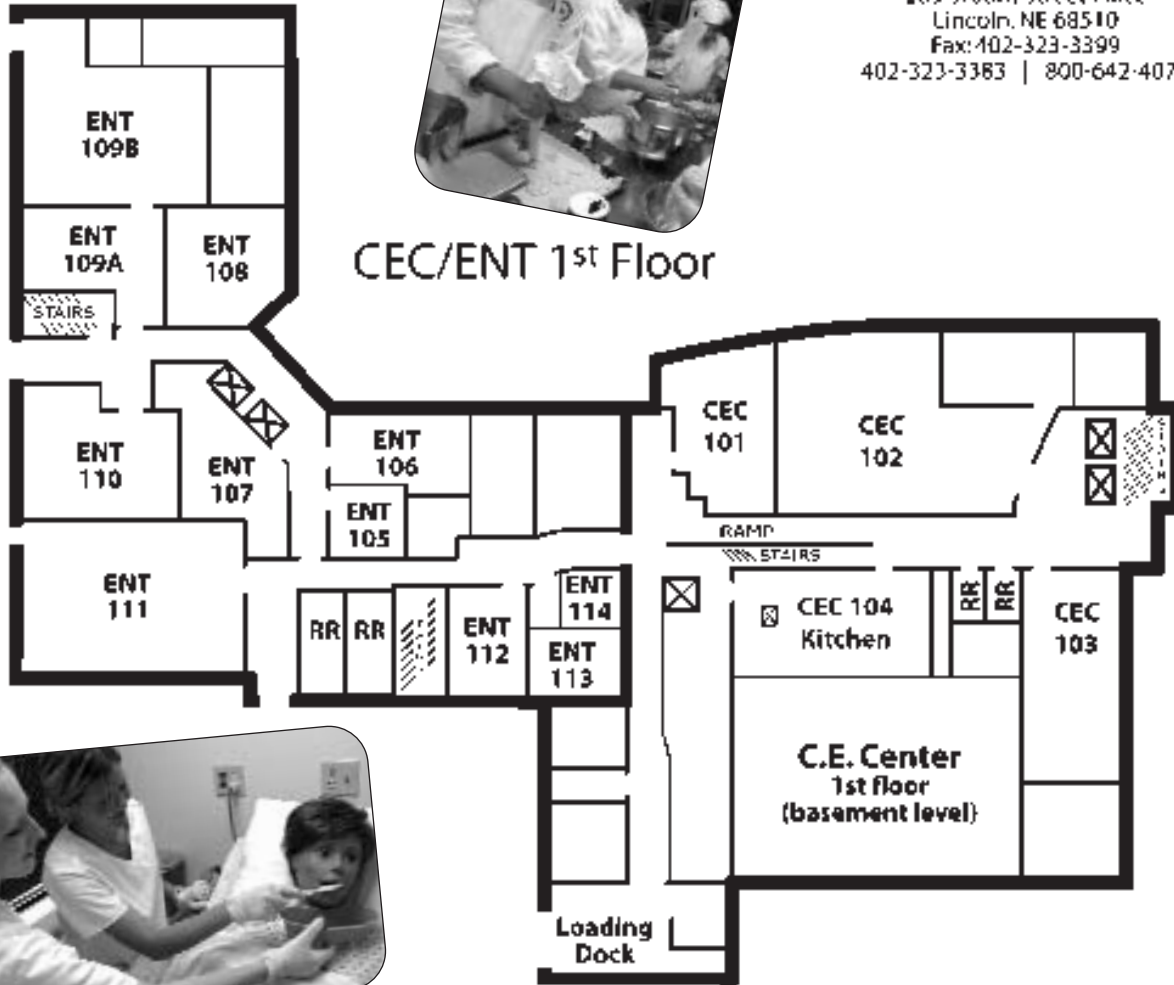 Lincoln, NE 68510
Fax: 402-323-3399
402-323-3383 | 800-642-407
CEC/ENT 1st Floor
ENT
109B
ENT
109A
ENT
108
STAIRS
ENT
110
ENT
107
ENT
106
ENT
105
ENT
111
RR
RR
ENT
112
ENT
114
ENT
113
CEC
101
CEC
102
RAMP
STAIRS
CEC 104
Kitchen
RR
RR
CEC
103
C.E. Center
1st floor
(basement level)
Loading
Dock